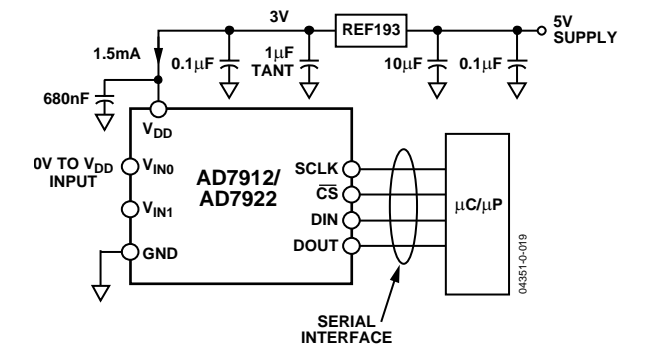 3V
REF193
5V
SUPPLY
1.5mA
0.1μF
1μF
TANT
10μF
0.1μF
680nF
VDD
0V TO VDD
INPUT
VIN0
VIN1
GND
AD7912/
AD7922
SCLK
CS
DIN
DOUT
μC/μP
SERIAL
INTERFACE
04351-0-019